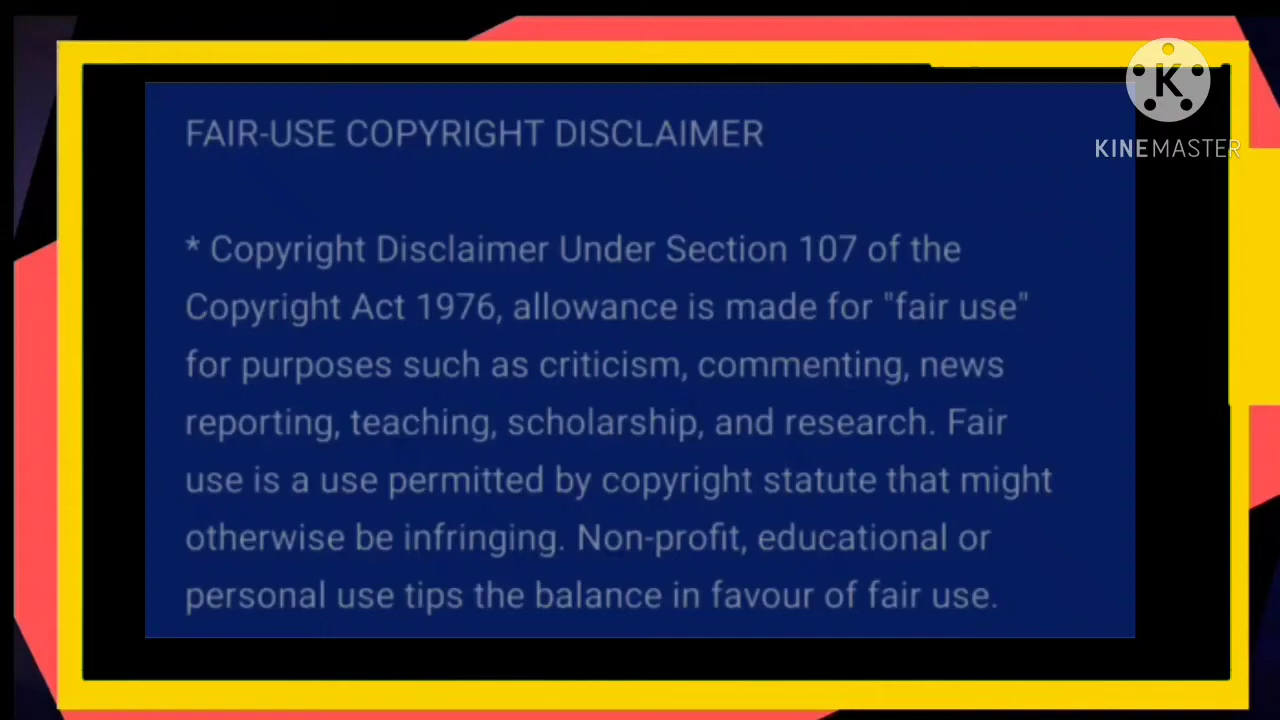 FAIR-USE COPYRIGHT DISCLAIMER
* Copyright Disclaimer Under Section 107 of the
Copyright Act 1976, allowance is made for "fair use"
for purposes such as criticism, commenting, news
reporting, teaching, scholarship, and research. Fair
use is a use permitted by copyright statute that might
otherwise be infringing. Non-profit, educational or
personal use tips the balance in favour of fair use.
K
KINEMASTER